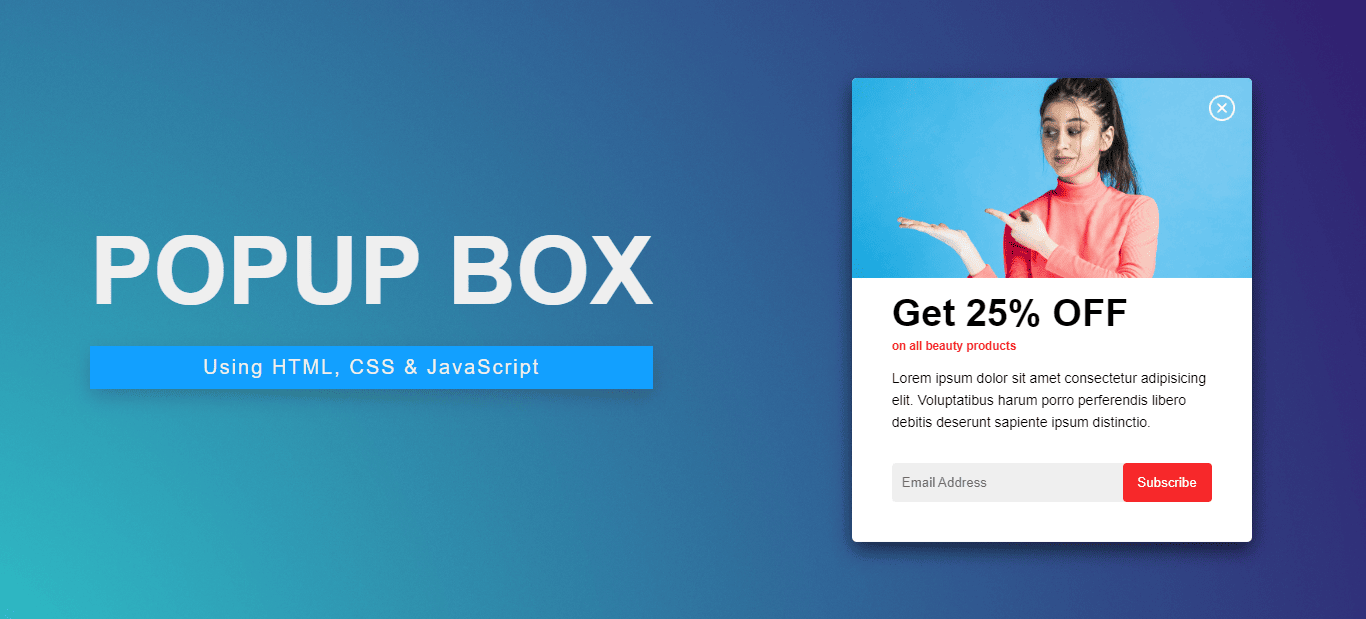 POPUP BOX
Using HTML, CSS & JavaScript
Get 25% OFF
on all beauty products
Lorem ipsum dolor sit amet consectetur adipisicing
elit. Voluptatibus harum porro perferendis libero
debitis deserunt sapiente ipsum distinctio.
Email Address
Subscribe